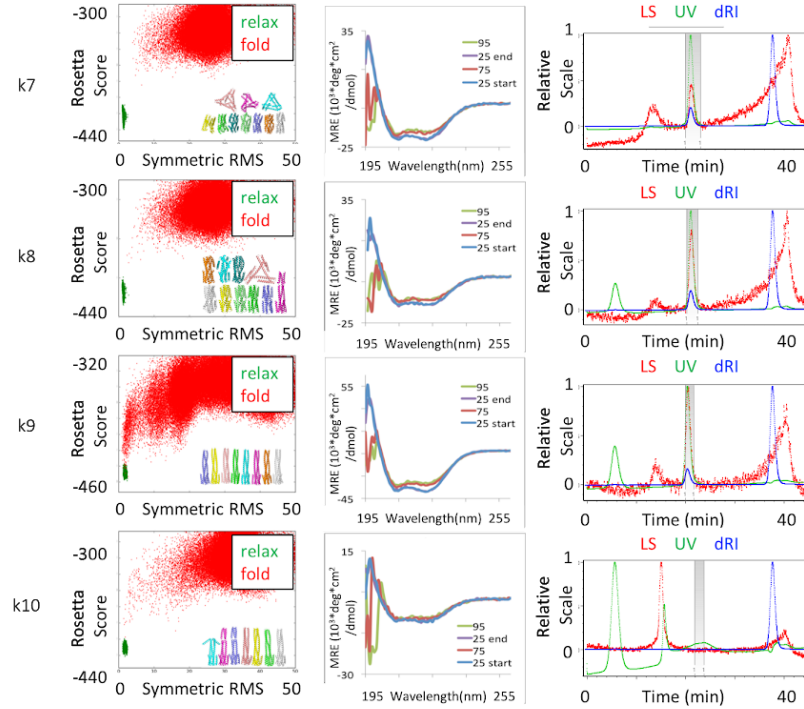 LS UV dRI
k7
Rosetta
Score
-300
-440
relax
fold
0 Symmetric RMS 50
MRE (10³*deg*cm²
/dmol)
35
-25
95
25 end
75
25 start
195 Wavelength(nm) 255
Relative
Scale
1
0
0 Time (min) 40
LS UV dRI
k8
Rosetta
Score
-300
-440
relax
fold
0 Symmetric RMS 50
MRE (10³*deg*cm²
/dmol)
35
-25
95
25 end
75
25 start
195 Wavelength(nm) 255
Relative
Scale
1
0
0 Time (min) 40
LS UV dRI
k9
Rosetta
Score
-320
-460
relax
fold
0 Symmetric RMS 50
MRE (10³*deg*cm²
/dmol)
55
-45
95
25 end
75
25 start
195 Wavelength(nm) 255
Relative
Scale
1
0
0 Time (min) 40
LS UV dRI
k10
Rosetta
Score
-300
-440
relax
fold
0 Symmetric RMS 50
MRE (10³*deg*cm²
/dmol)
15
-30
95
25 end
75
25 start
195 Wavelength(nm) 255
Relative
Scale
1
0
0 Time (min) 40